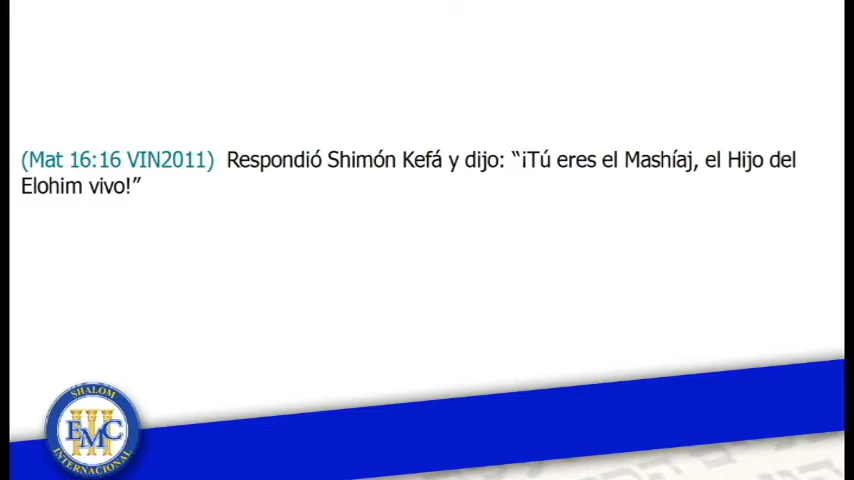 (Mat 16:16 VIN2011)  Respondió Shimón Kefá y dijo: “¡Tú eres el Mashíaj, el Hijo del
Elohim vivo!”
SHALOM
EMC
INTERNACIONAL